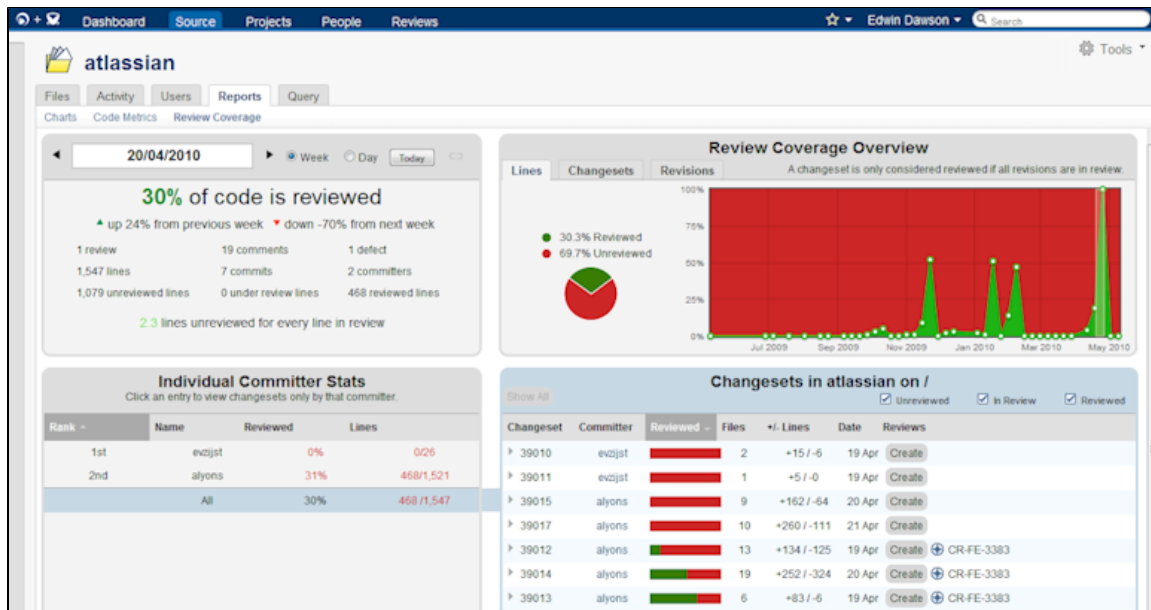 + Dashboard Source Projects People Reviews Edwin Dawson Search
atlassian Tools
Files Activity Users Reports Query
Charts Code Metrics Review Coverage
20/04/2010 Week Day Today
30% of code is reviewed
up 24% from previous week down -70% from next week
1 review 19 comments 1 defect
1,547 lines 7 commits 2 committers
1,079 unreviewed lines 0 under review lines 468 reviewed lines
2.3 lines unreviewed for every line in review
Review Coverage Overview
Lines Changesets Revisions A changeset is only considered reviewed if all revisions are in review.
30.3% Reviewed
69.7% Unreviewed
100%
75%
50%
25%
0%
Jul 2009 Sep 2009 Nov 2009 Jan 2010 Mar 2010 May 2010
Individual Committer Stats
Click an entry to view changesets only by that committer.
Rank Name Reviewed Lines
1st evzijst 0% 0/26
2nd alyons 31% 468/1,521
All 30% 468 /1,547
Changesets in atlassian on /
Show All Unreviewed In Review Reviewed
Changeset Committer Reviewed Files +/- Lines Date Reviews
39010 evzijst 2 +15 / -6 19 Apr Create
39011 evzijst 1 +5 / -0 19 Apr Create
39015 alyons 9 +162 / -64 20 Apr Create
39017 alyons 10 +260 / -111 21 Apr Create
39012 alyons 13 +134 / -125 19 Apr Create CR-FE-3383
39014 alyons 19 +252 / -324 20 Apr Create CR-FE-3383
39013 alyons 6 +83 / -6 19 Apr Create CR-FE-3383